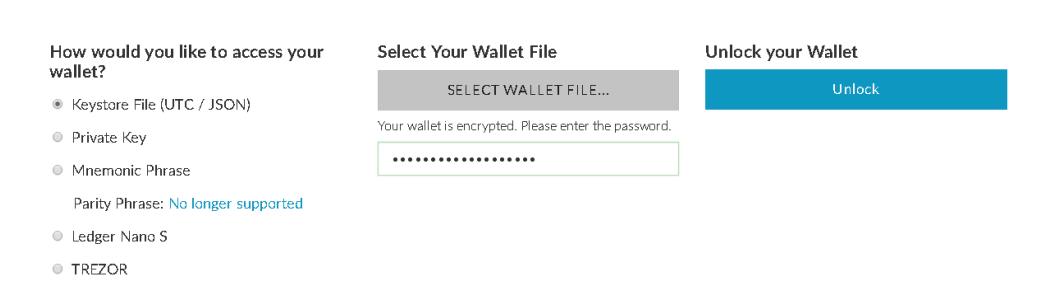 How would you like to access your
wallet?
Keystore File (UTC / JSON)
Private Key
Mnemonic Phrase
Parity Phrase: No longer supported
Ledger Nano S
TREZOR
Select Your Wallet File
SELECT WALLET FILE...
Your wallet is encrypted. Please enter the password.
•••••••••••••••••••
Unlock your Wallet
Unlock